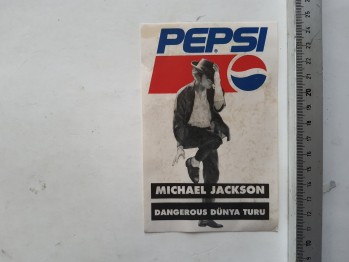 PEPSI
MICHAEL JACKSON
DANGEROUS DÜNYA TURU